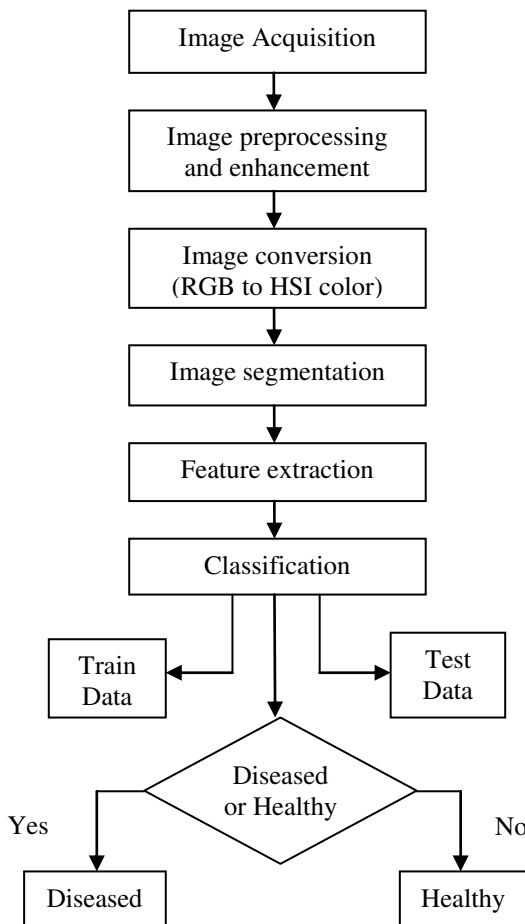 Image Acquisition
Image preprocessing
and enhancement
Image conversion
(RGB to HSI color)
Image segmentation
Feature extraction
Classification
Train
Data
Test
Data
Diseased
or Healthy
Yes
No
Diseased
Healthy